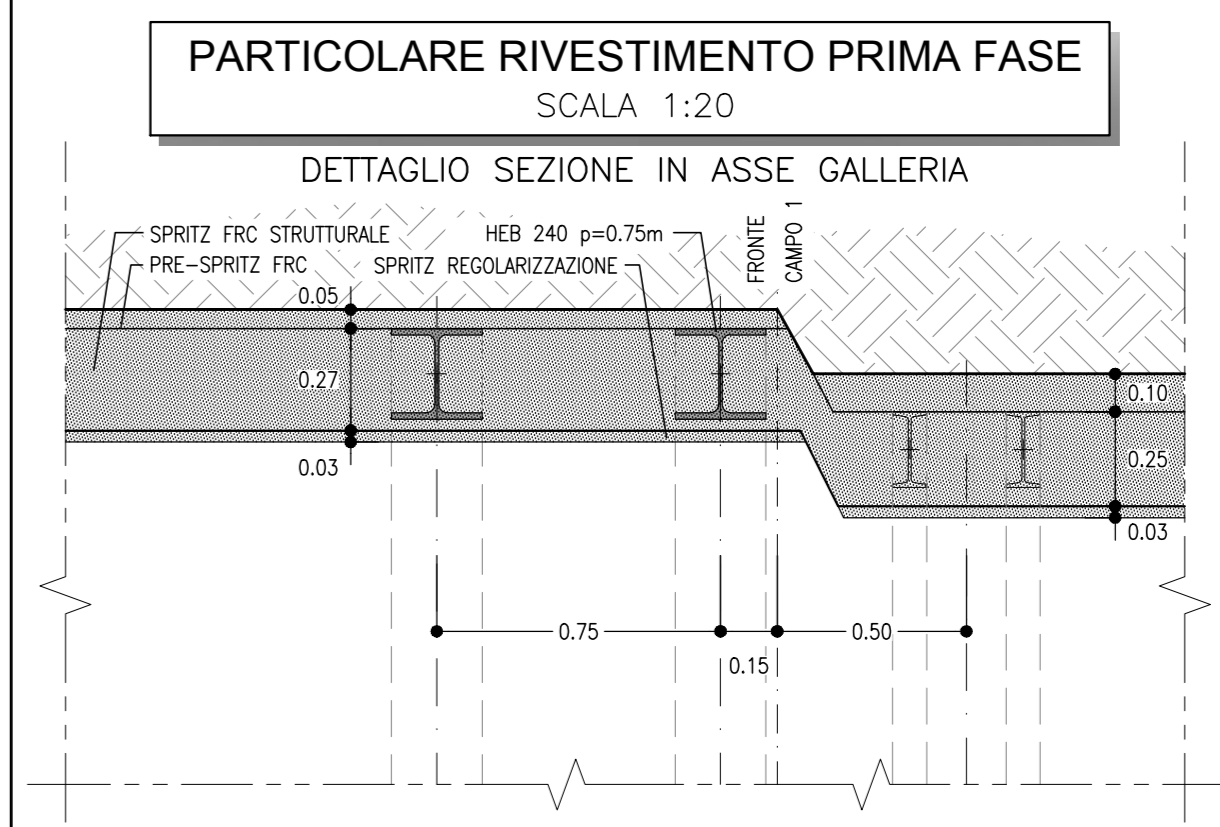 PARTICOLARE RIVESTIMENTO PRIMA FASE
SCALA 1:20
DETTAGLIO SEZIONE IN ASSE GALLERIA
FRONTE
CAMPO 1
SPRITZ FRC STRUTTURALE
HEB 240 p=0.75m
PRE-SPRITZ FRC
SPRITZ REGOLARIZZAZIONE
0.05
0.27
0.03
0.10
0.25
0.03
0.75
0.15
0.50